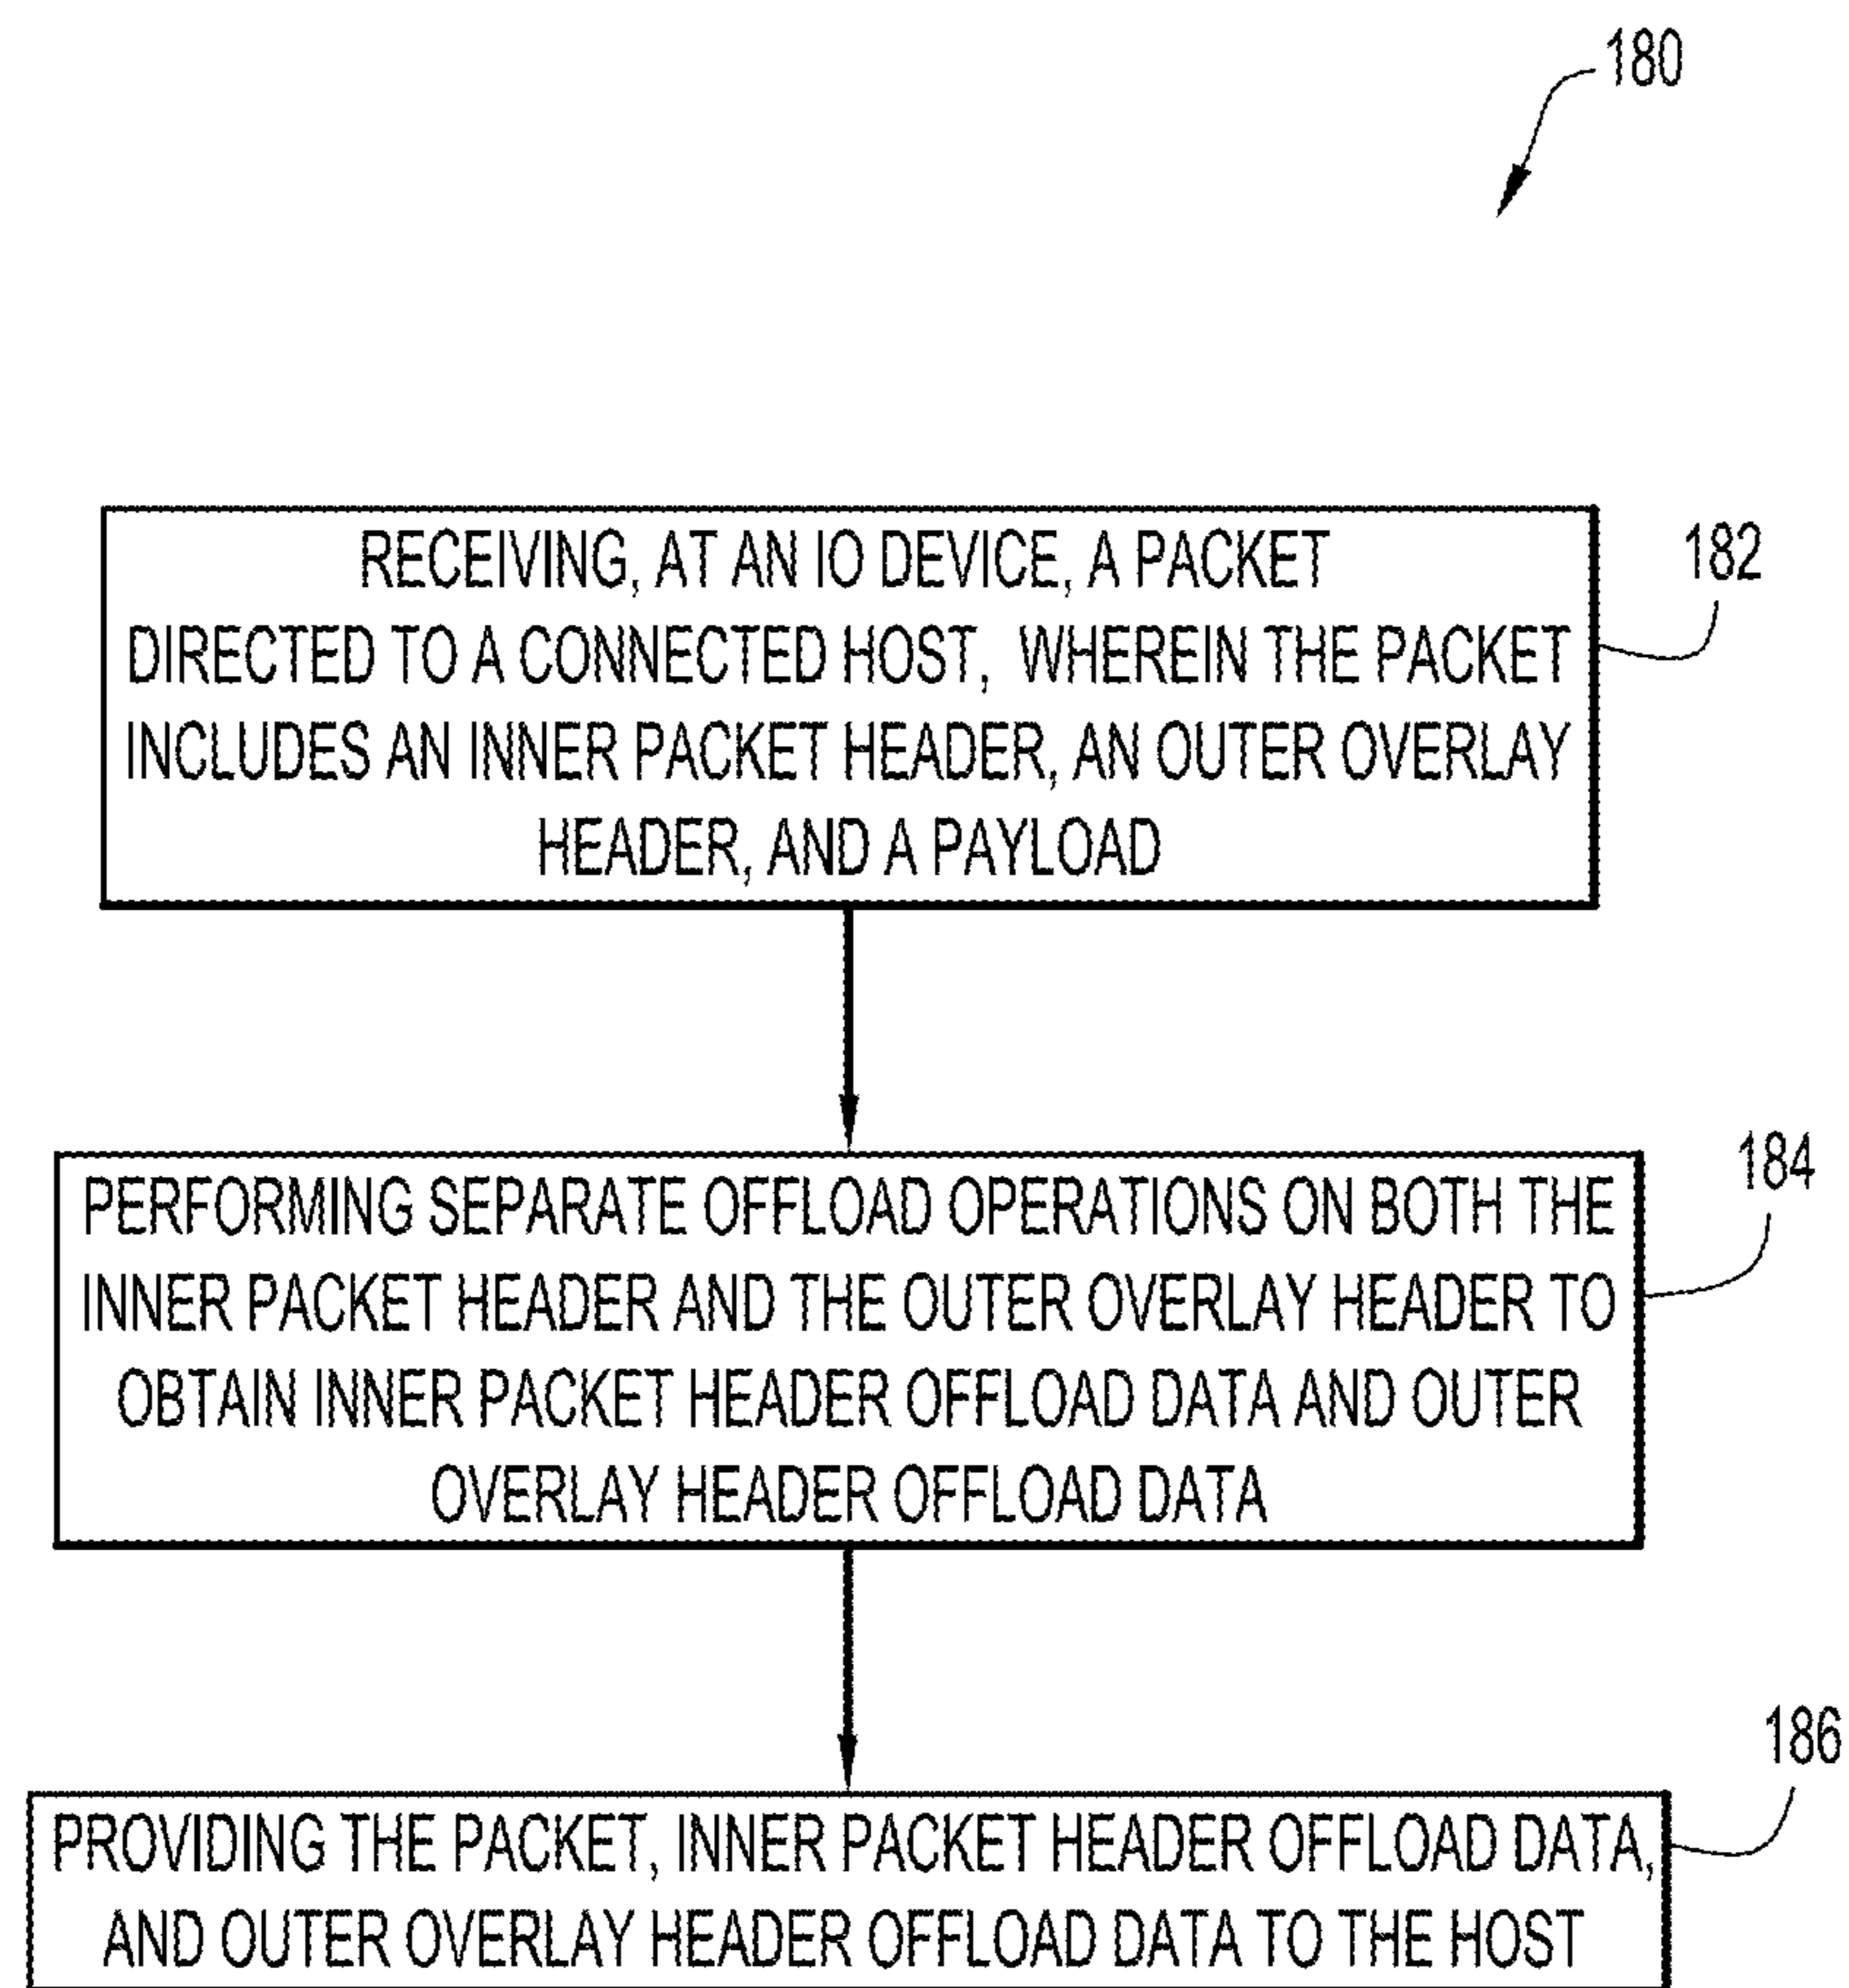 180
RECEIVING, AT AN IO DEVICE, A PACKET
DIRECTED TO A CONNECTED HOST, WHEREIN THE PACKET
INCLUDES AN INNER PACKET HEADER, AN OUTER OVERLAY
HEADER, AND A PAYLOAD
182
PERFORMING SEPARATE OFFLOAD OPERATIONS ON BOTH THE
INNER PACKET HEADER AND THE OUTER OVERLAY HEADER TO
OBTAIN INNER PACKET HEADER OFFLOAD DATA AND OUTER
OVERLAY HEADER OFFLOAD DATA
184
PROVIDING THE PACKET, INNER PACKET HEADER OFFLOAD DATA,
AND OUTER OVERLAY HEADER OFFLOAD DATA TO THE HOST
186